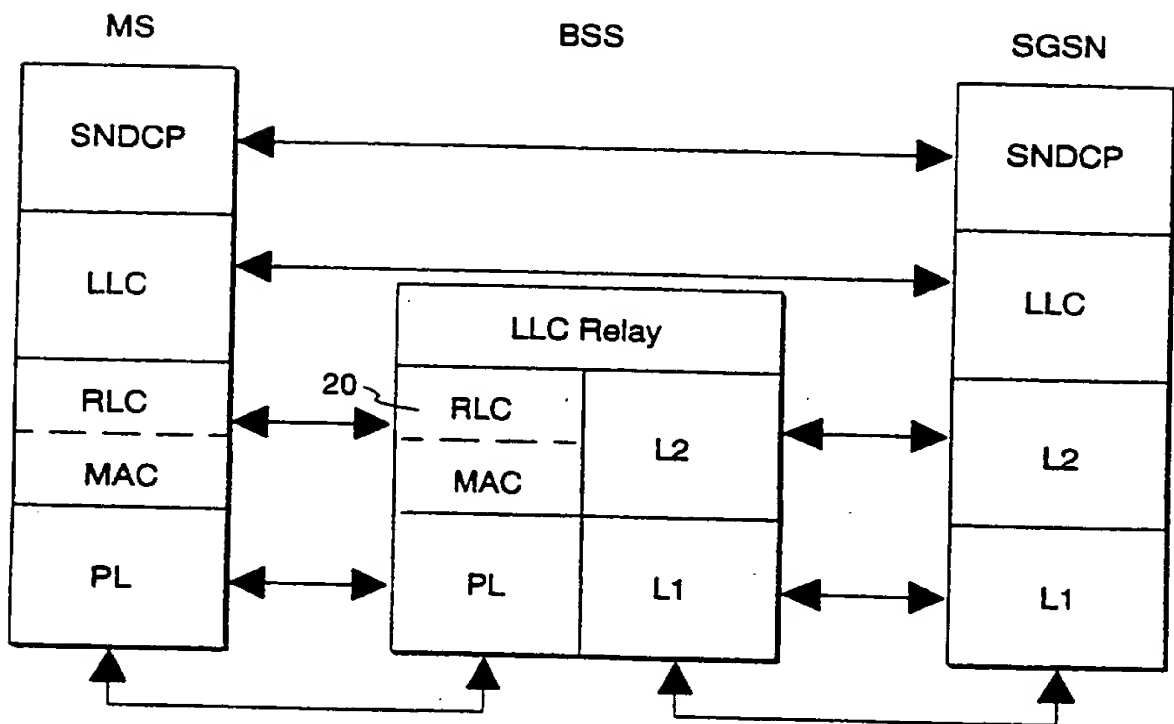 MS
BSS
SGSN
SNDCP
SNDCP
LLC
LLC
LLC Relay
RLC
20
RLC
L2
L2
MAC
MAC
PL
PL
L1
L1